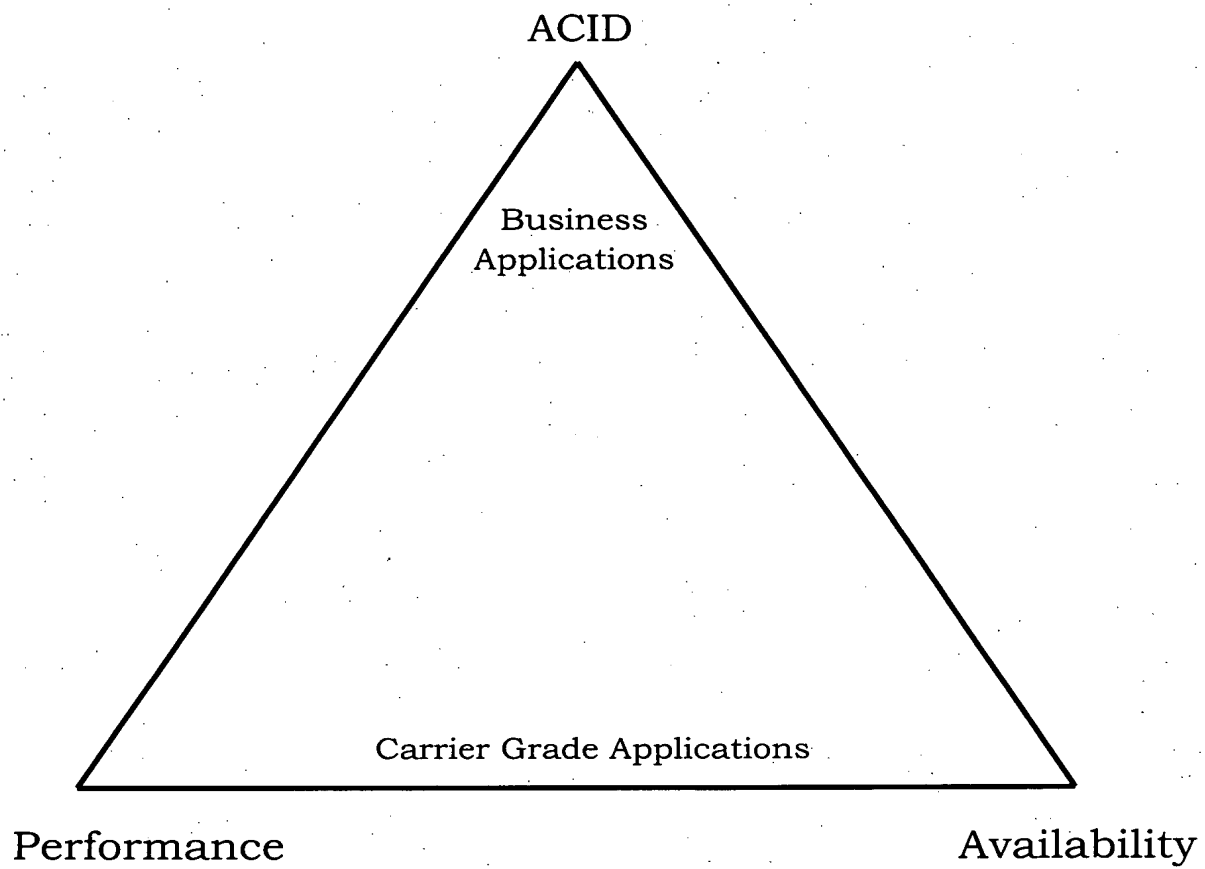 ACID
Business
Applications
Carrier Grade Applications
Performance
Availability